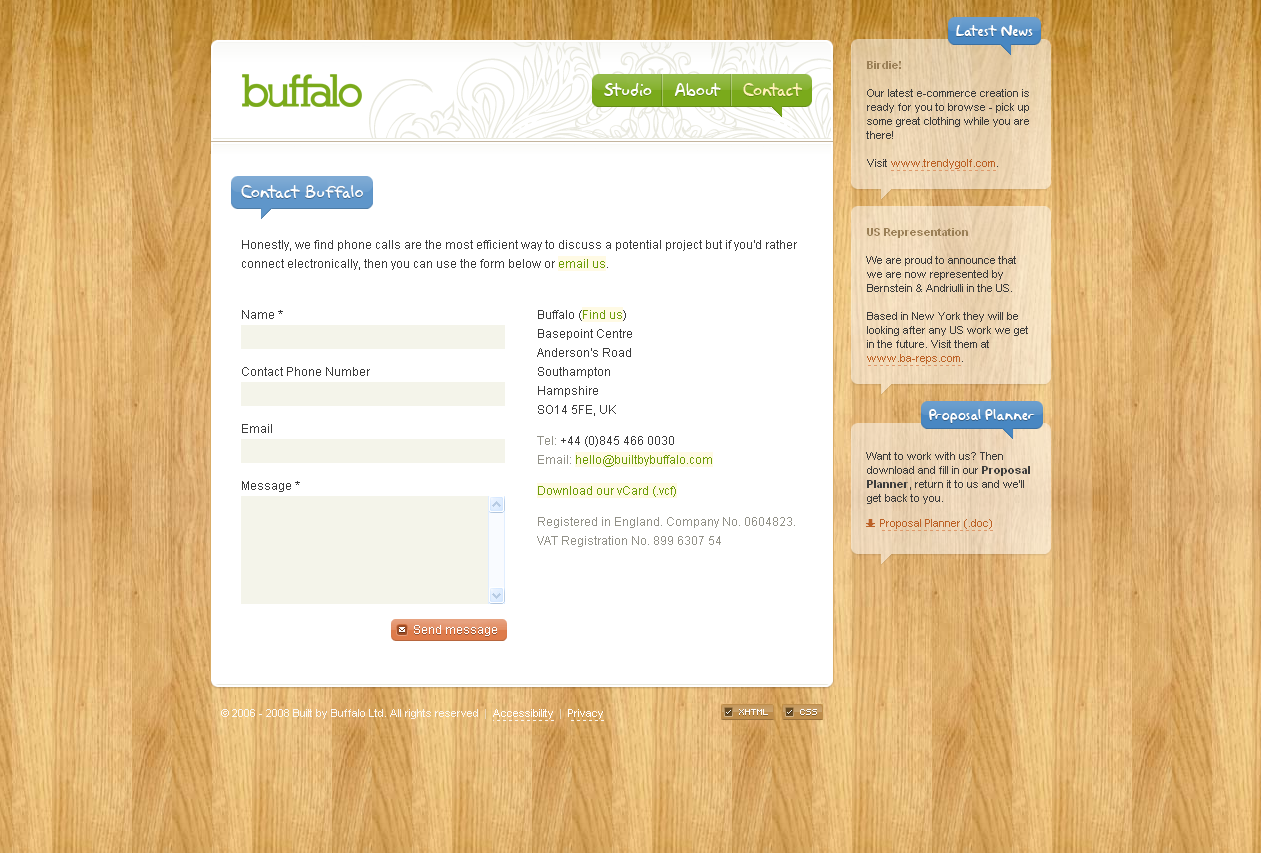 buffalo
Studio
About
Contact
Contact Buffalo
Honestly, we find phone calls are the most efficient way to discuss a potential project but if you'd rather
connect electronically, then you can use the form below or email us.
Name *
Contact Phone Number
Email
Message *
Send message
Buffalo (Find us)
Basepoint Centre
Anderson's Road
Southampton
Hampshire
SO14 5FE, UK
Tel: +44 (0)845 466 0030
Email: hello@builtbybuffalo.com
Download our vCard (.vcf)
Registered in England. Company No. 0604823.
VAT Registration No. 899 6307 54
Latest News
Birdie!
Our latest e-commerce creation is
ready for you to browse - pick up
some great clothing while you are
there!
Visit www.trendygolf.com.
US Representation
We are proud to announce that
we are now represented by
Bernstein & Andriulli in the US.
Based in New York they will be
looking after any US work we get
in the future. Visit them at
www.ba-reps.com.
Proposal Planner
Want to work with us? Then
download and fill in our Proposal
Planner, return it to us and we'll
get back to you.
Proposal Planner (.doc)
© 2006 - 2008 Built by Buffalo Ltd. All rights reserved | Accessibility | Privacy
XHTML
CSS